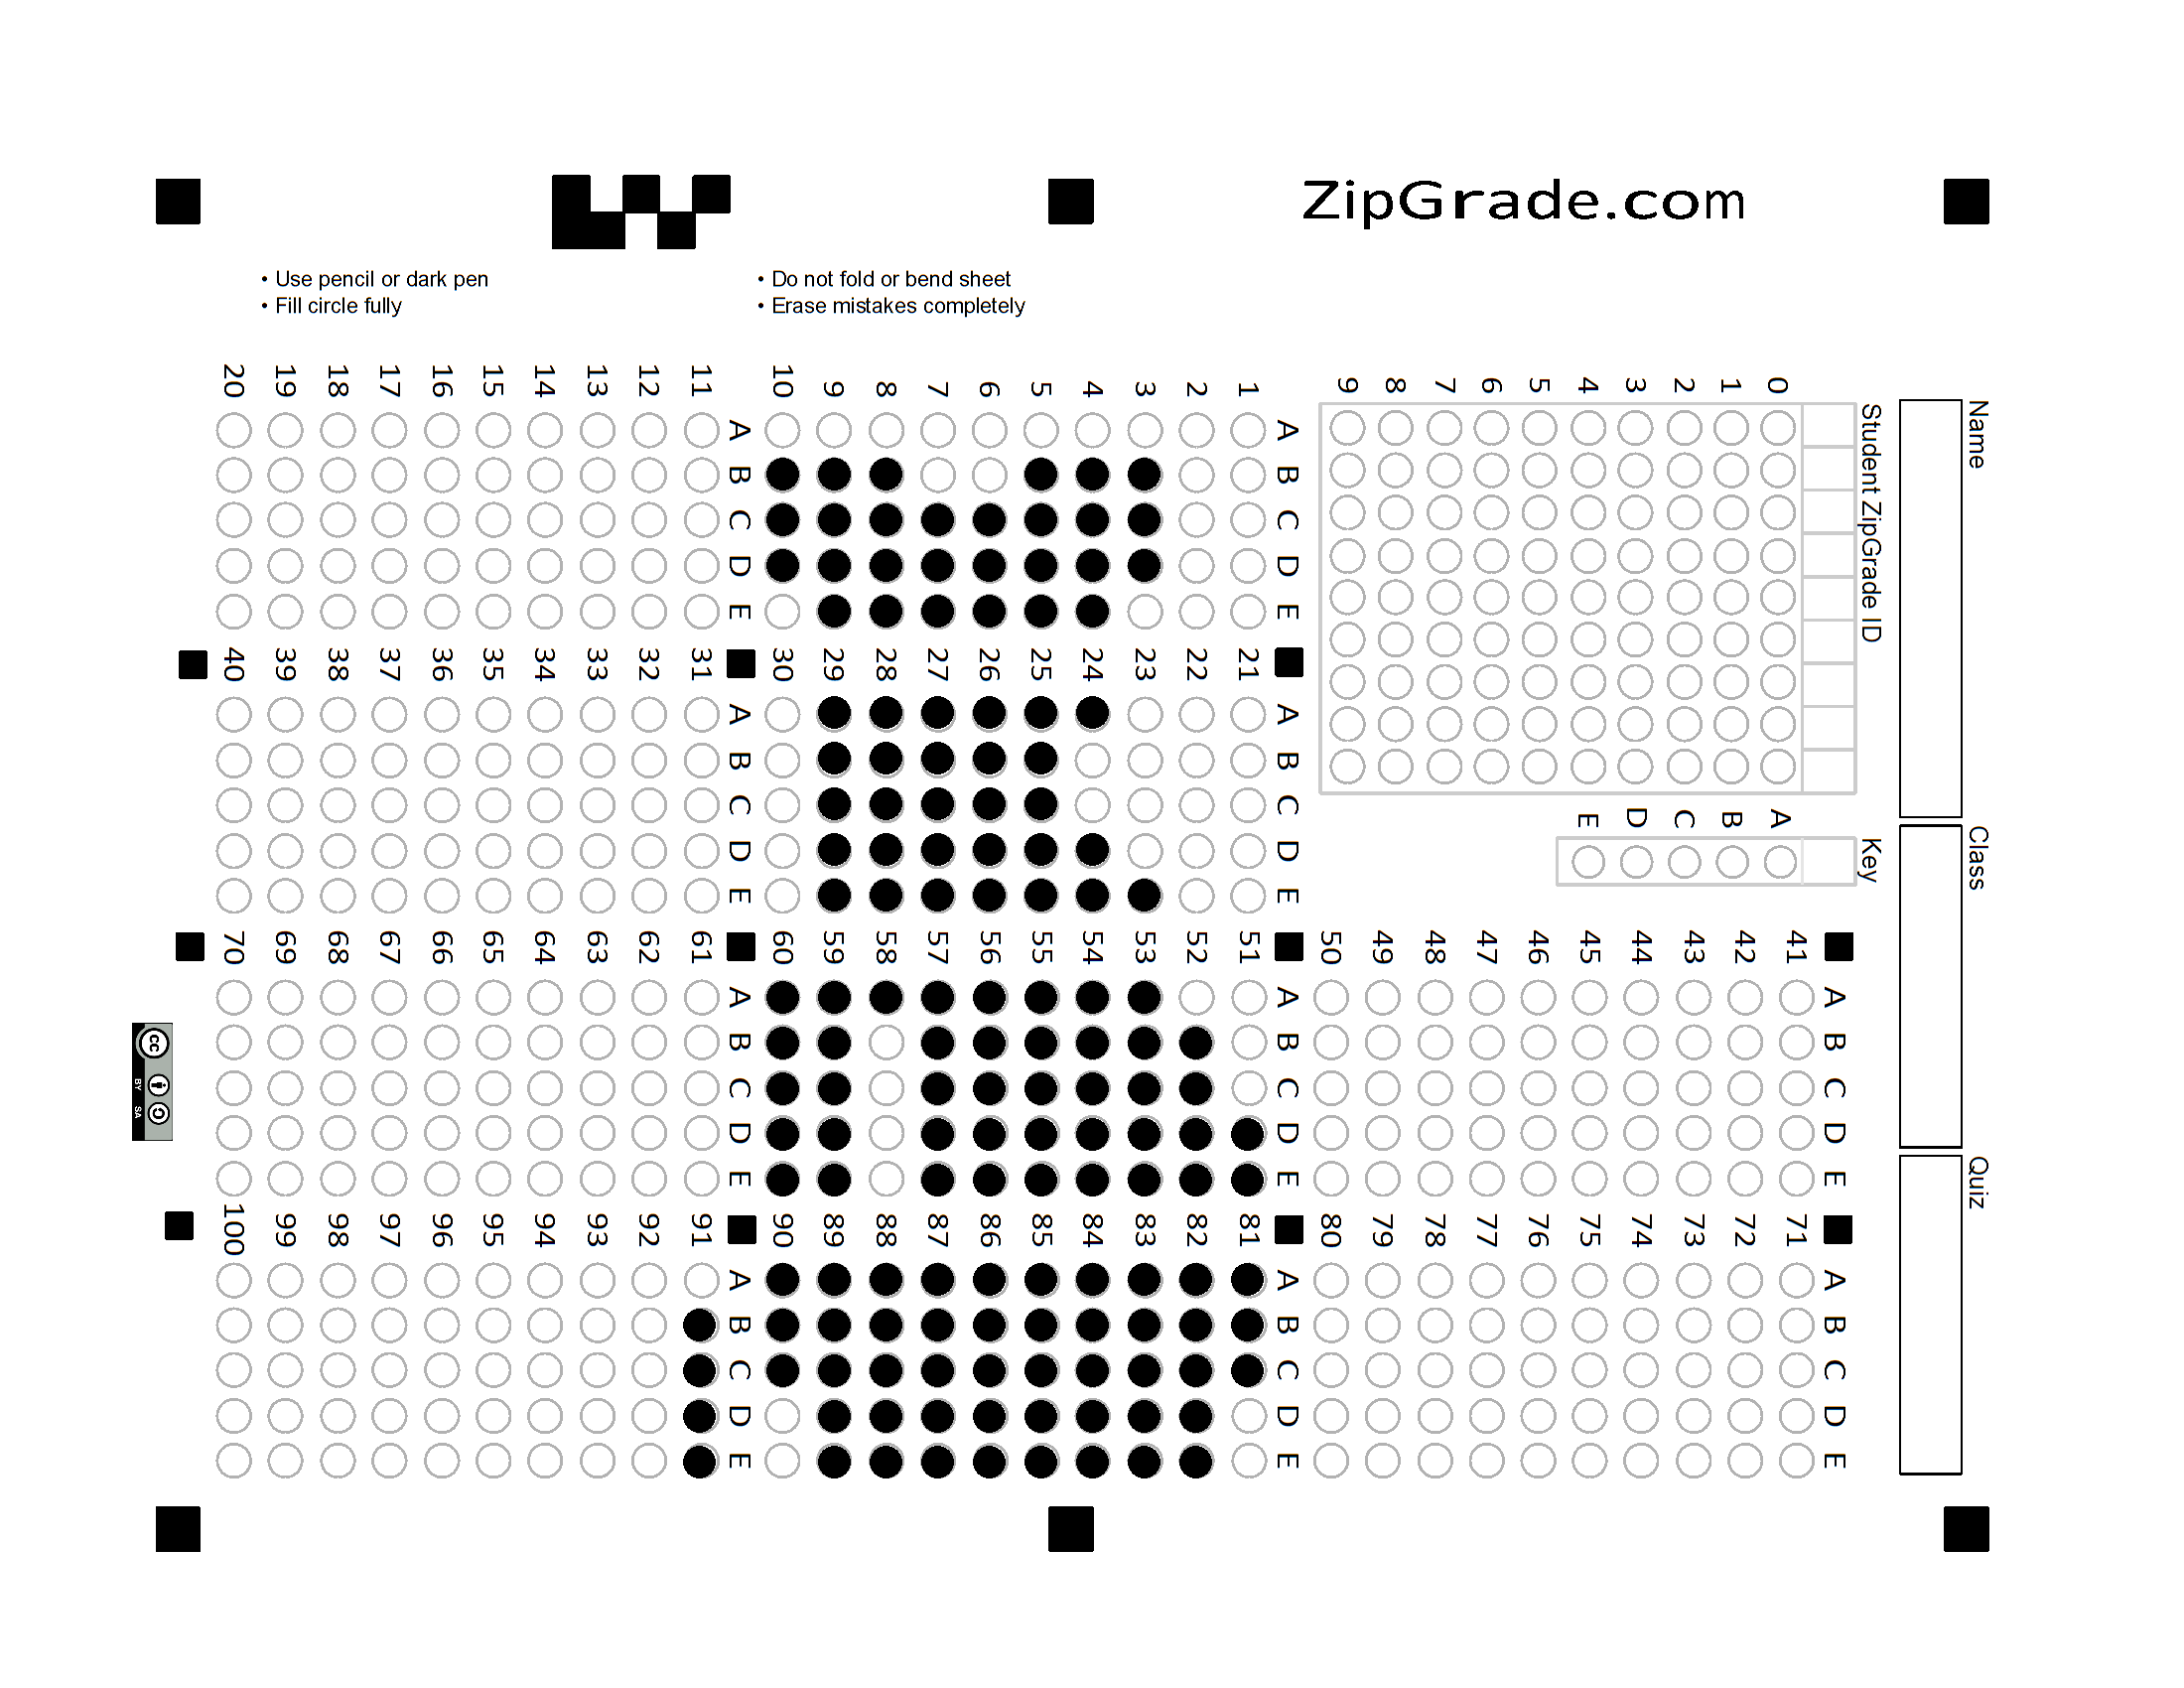 ZipGrade.com
• Use pencil or dark pen
• Fill circle fully
• Do not fold or bend sheet
• Erase mistakes completely
Name
Class
Quiz
Student ZipGrade ID
0 1 2 3 4 5 6 7 8 9
Key
A B C D E
1 2 3 4 5 6 7 8 9 10
A B C D E
11 12 13 14 15 16 17 18 19 20
A B C D E
21 22 23 24 25 26 27 28 29 30
A B C D E
31 32 33 34 35 36 37 38 39 40
A B C D E
41 42 43 44 45 46 47 48 49 50
A B C D E
51 52 53 54 55 56 57 58 59 60
A B C D E
61 62 63 64 65 66 67 68 69 70
A B C D E
71 72 73 74 75 76 77 78 79 80
A B C D E
81 82 83 84 85 86 87 88 89 90
A B C D E
91 92 93 94 95 96 97 98 99 100
A B C D E
cc
BY SA